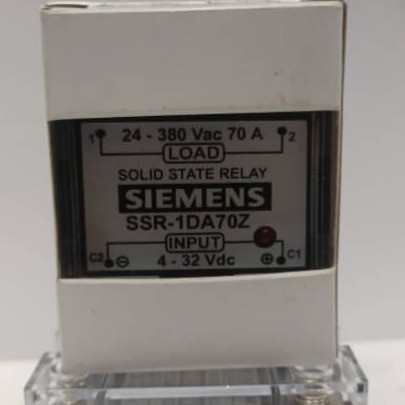 1 24 - 380 Vac 70 A 2
LOAD
SOLID STATE RELAY
SIEMENS
SSR-1DA70Z
INPUT
C2 ⊖ 4 - 32 Vdc ⊕ C1